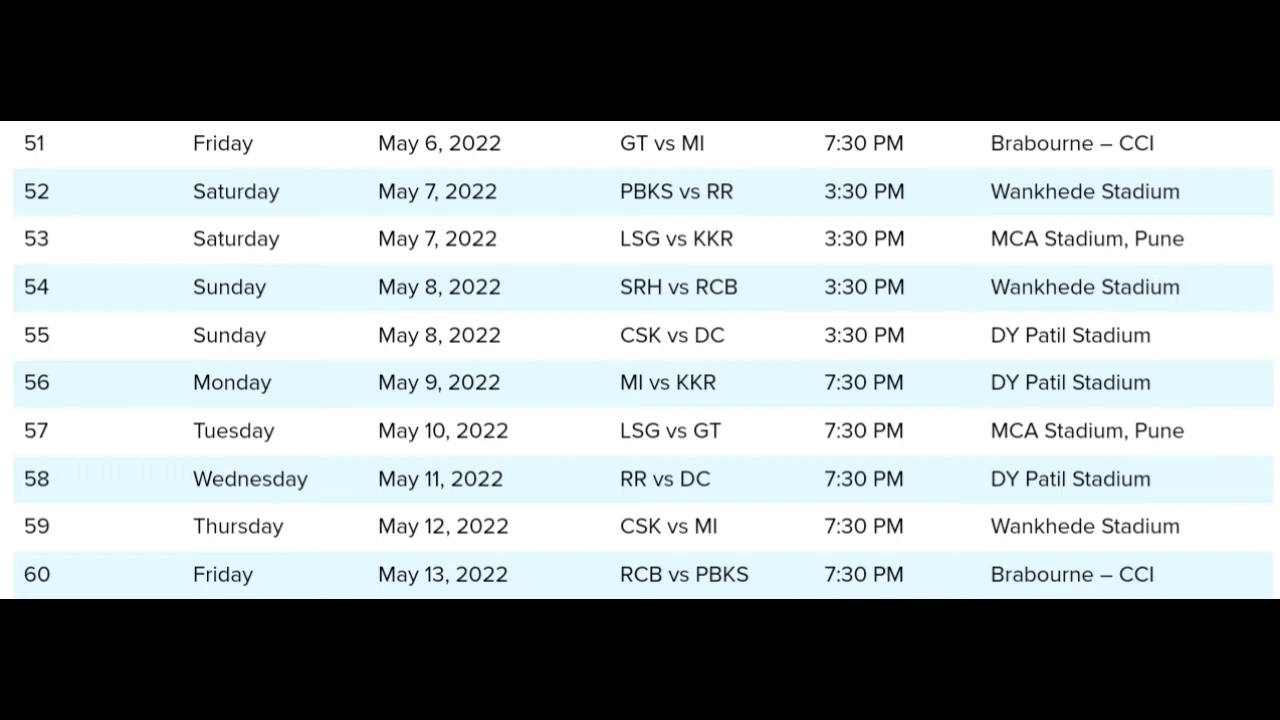 51 Friday May 6, 2022 GT vs MI 7:30 PM Brabourne – CCI
52 Saturday May 7, 2022 PBKS vs RR 3:30 PM Wankhede Stadium
53 Saturday May 7, 2022 LSG vs KKR 3:30 PM MCA Stadium, Pune
54 Sunday May 8, 2022 SRH vs RCB 3:30 PM Wankhede Stadium
55 Sunday May 8, 2022 CSK vs DC 3:30 PM DY Patil Stadium
56 Monday May 9, 2022 MI vs KKR 7:30 PM DY Patil Stadium
57 Tuesday May 10, 2022 LSG vs GT 7:30 PM MCA Stadium, Pune
58 Wednesday May 11, 2022 RR vs DC 7:30 PM DY Patil Stadium
59 Thursday May 12, 2022 CSK vs MI 7:30 PM Wankhede Stadium
60 Friday May 13, 2022 RCB vs PBKS 7:30 PM Brabourne – CCI